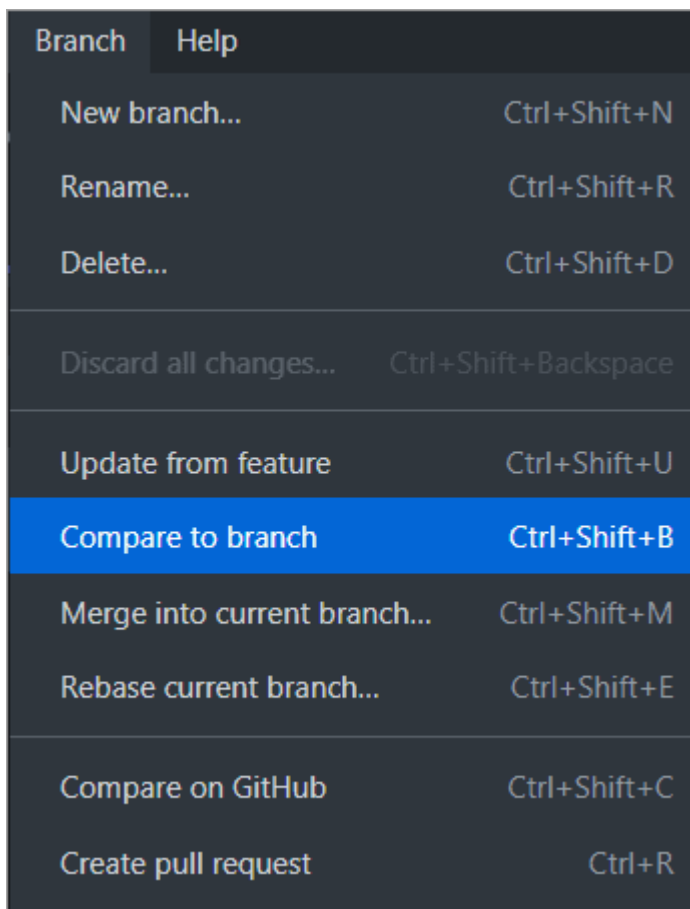 Branch Help
New branch... Ctrl+Shift+N
Rename... Ctrl+Shift+R
Delete... Ctrl+Shift+D
Discard all changes... Ctrl+Shift+Backspace
Update from feature Ctrl+Shift+U
Compare to branch Ctrl+Shift+B
Merge into current branch... Ctrl+Shift+M
Rebase current branch... Ctrl+Shift+E
Compare on GitHub Ctrl+Shift+C
Create pull request Ctrl+R